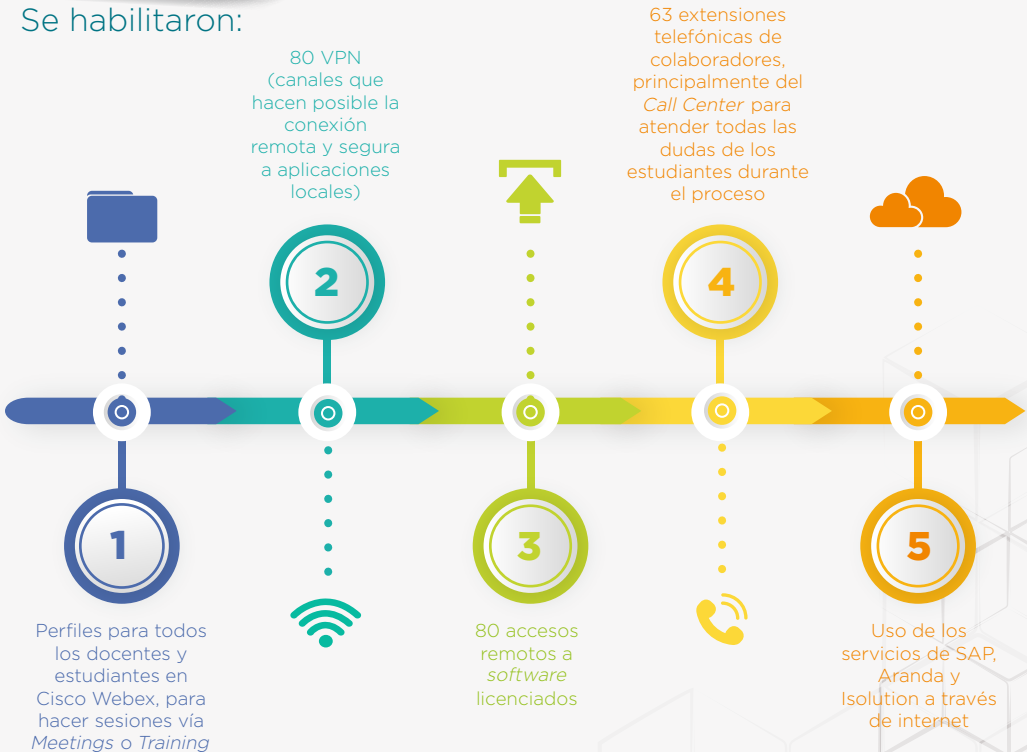 Se habilitaron:
1
Perfiles para todos
los docentes y
estudiantes en
Cisco Webex, para
hacer sesiones vía
Meetings o Training
80 VPN
(canales que
hacen posible la
conexión
remota y segura
a aplicaciones
locales)
2
3
80 accesos
remotos a
software
licenciados
63 extensiones
telefónicas de
colaboradores,
principalmente del
Call Center para
atender todas las
dudas de los
estudiantes durante
el proceso
4
5
Uso de los
servicios de SAP,
Aranda y
Isolution a través
de internet